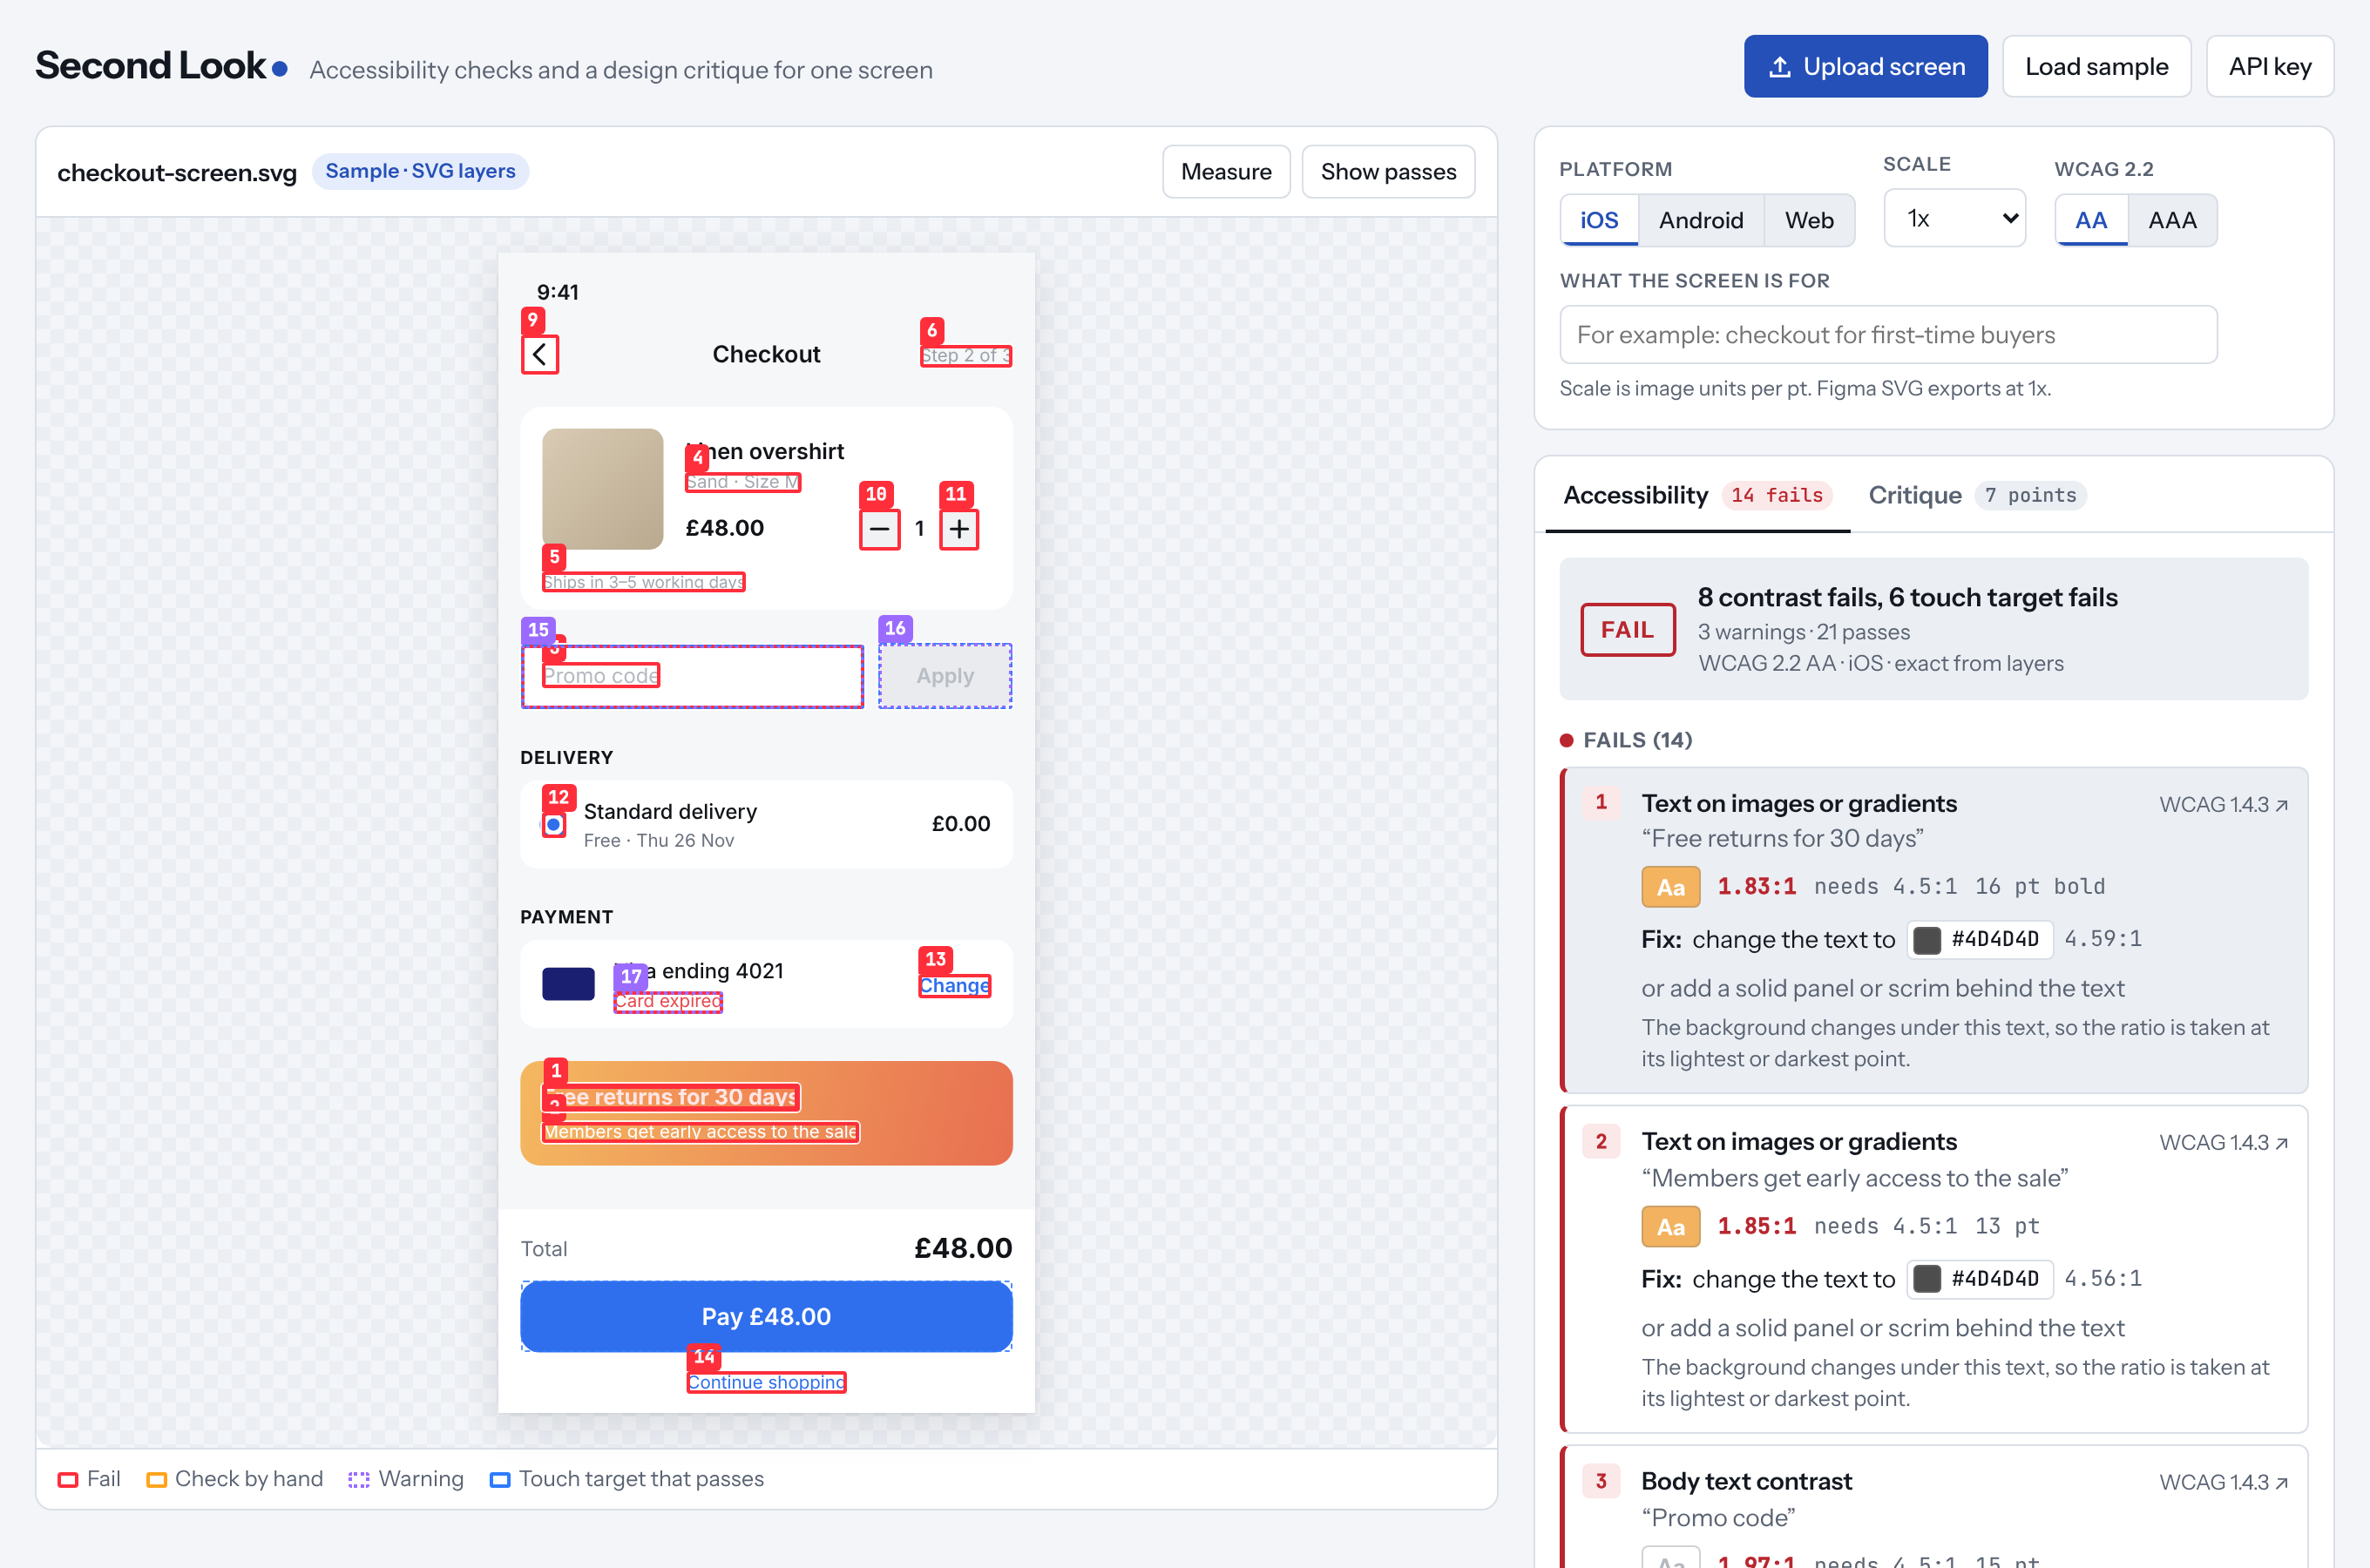 Second Look
Accessibility checks and a design critique for one screen
Upload screen
Load sample
API key
checkout-screen.svg
Sample · SVG layers
Measure
Show passes
9:41
9
6
Checkout
Step 2 of 3
4
overshirt
Sand · Size M
10
11
£48.00
1
5
Ships in 3–5 working days
15
16
Promo code
Apply
DELIVERY
12
Standard delivery
Free · Thu 26 Nov
£0.00
PAYMENT
17
ending 4021
13
Card expired
Change
1
returns for 30 days
Members get early access to the sale
Total
£48.00
Pay £48.00
14
Continue shopping
Fail
Check by hand
Warning
Touch target that passes
PLATFORM
SCALE
WCAG 2.2
iOS
Android
Web
1x
AA
AAA
WHAT THE SCREEN IS FOR
For example: checkout for first-time buyers
Scale is image units per pt. Figma SVG exports at 1x.
Accessibility
14 fails
Critique
7 points
FAIL
8 contrast fails, 6 touch target fails
3 warnings · 21 passes
WCAG 2.2 AA · iOS · exact from layers
FAILS (14)
1
Text on images or gradients
WCAG 1.4.3 ↗
“Free returns for 30 days”
Aa
1.83:1 needs 4.5:1 16 pt bold
Fix: change the text to #4D4D4D 4.59:1
or add a solid panel or scrim behind the text
The background changes under this text, so the ratio is taken at
its lightest or darkest point.
2
Text on images or gradients
WCAG 1.4.3 ↗
“Members get early access to the sale”
Aa
1.85:1 needs 4.5:1 13 pt
Fix: change the text to #4D4D4D 4.56:1
or add a solid panel or scrim behind the text
The background changes under this text, so the ratio is taken at
its lightest or darkest point.
3
Body text contrast
WCAG 1.4.3 ↗
“Promo code”
Aa
1.97:1 needs 4.5:1 15 pt